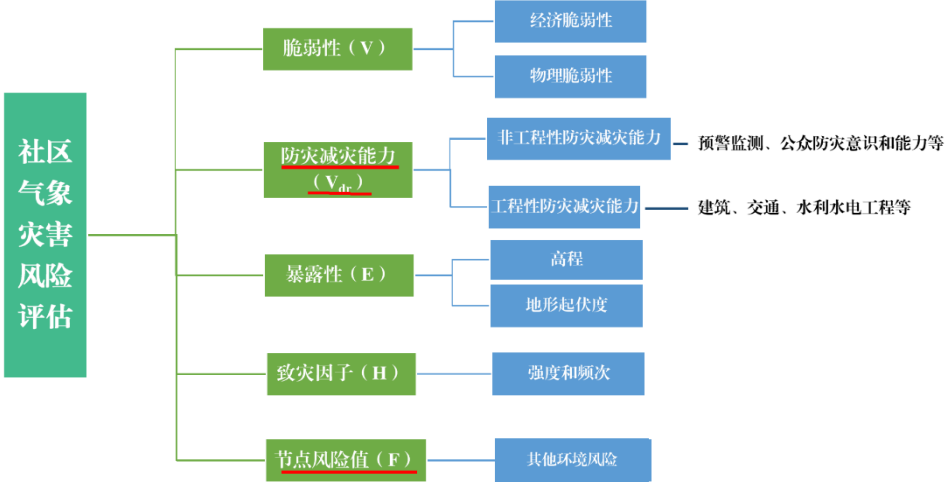 社区
气象
灾害
风险
评估
脆弱性（V）
经济脆弱性
物理脆弱性
防灾减灾能力
（Vdr）
非工程性防灾减灾能力
预警监测、公众防灾意识和能力等
工程性防灾减灾能力
建筑、交通、水利水电工程等
暴露性（E）
高程
地形起伏度
致灾因子（H）
强度和频次
节点风险值（F）
其他环境风险